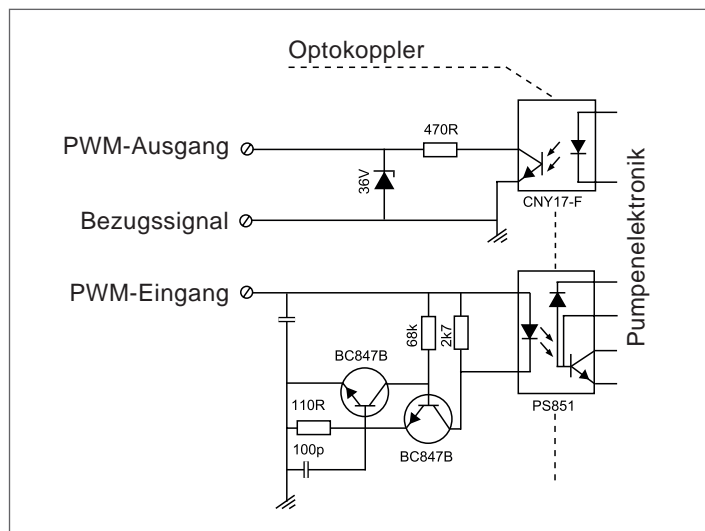 Optokoppler
470R
PWM-Ausgang
36V
CNY17-F
Bezugssignal
Pumpenelektronik
PWM-Eingang
68k
2k7
BC847B
110R
PS851
100p
BC847B